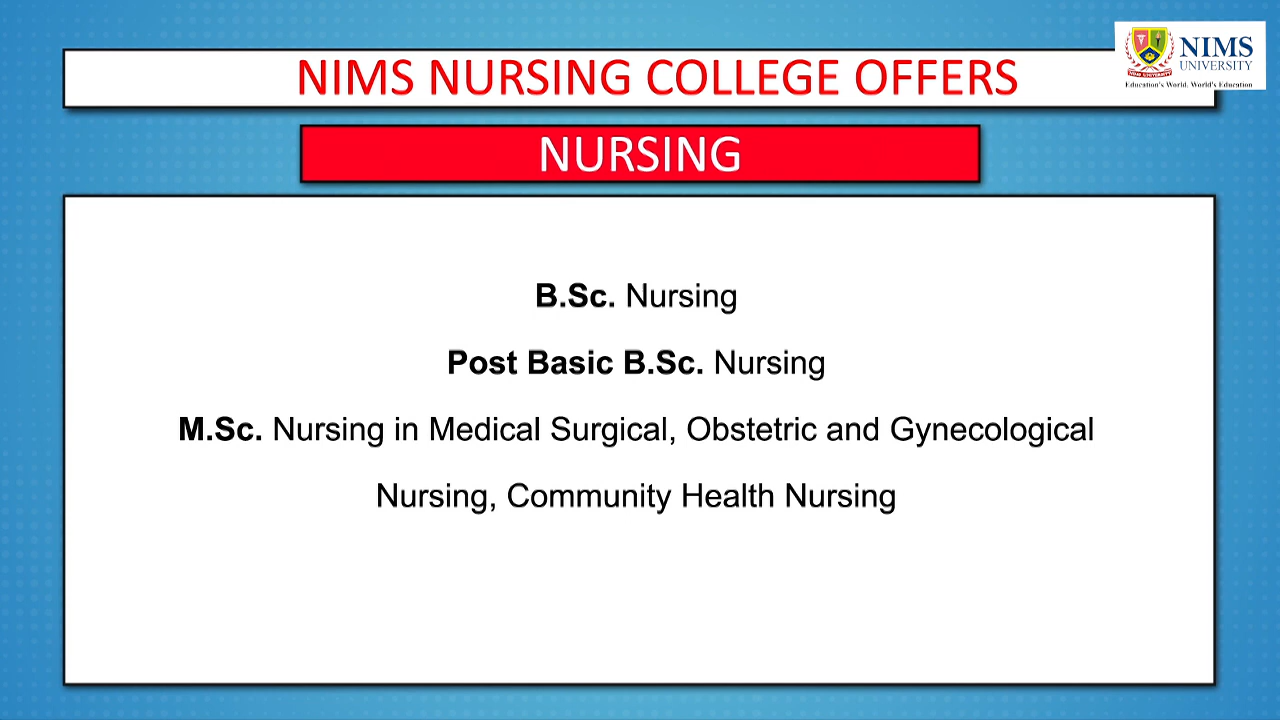 NIMS NURSING COLLEGE OFFERS
NIMS
UNIVERSITY
Education's World, World's Education
NURSING
B.Sc. Nursing
Post Basic B.Sc. Nursing
M.Sc. Nursing in Medical Surgical, Obstetric and Gynecological
Nursing, Community Health Nursing